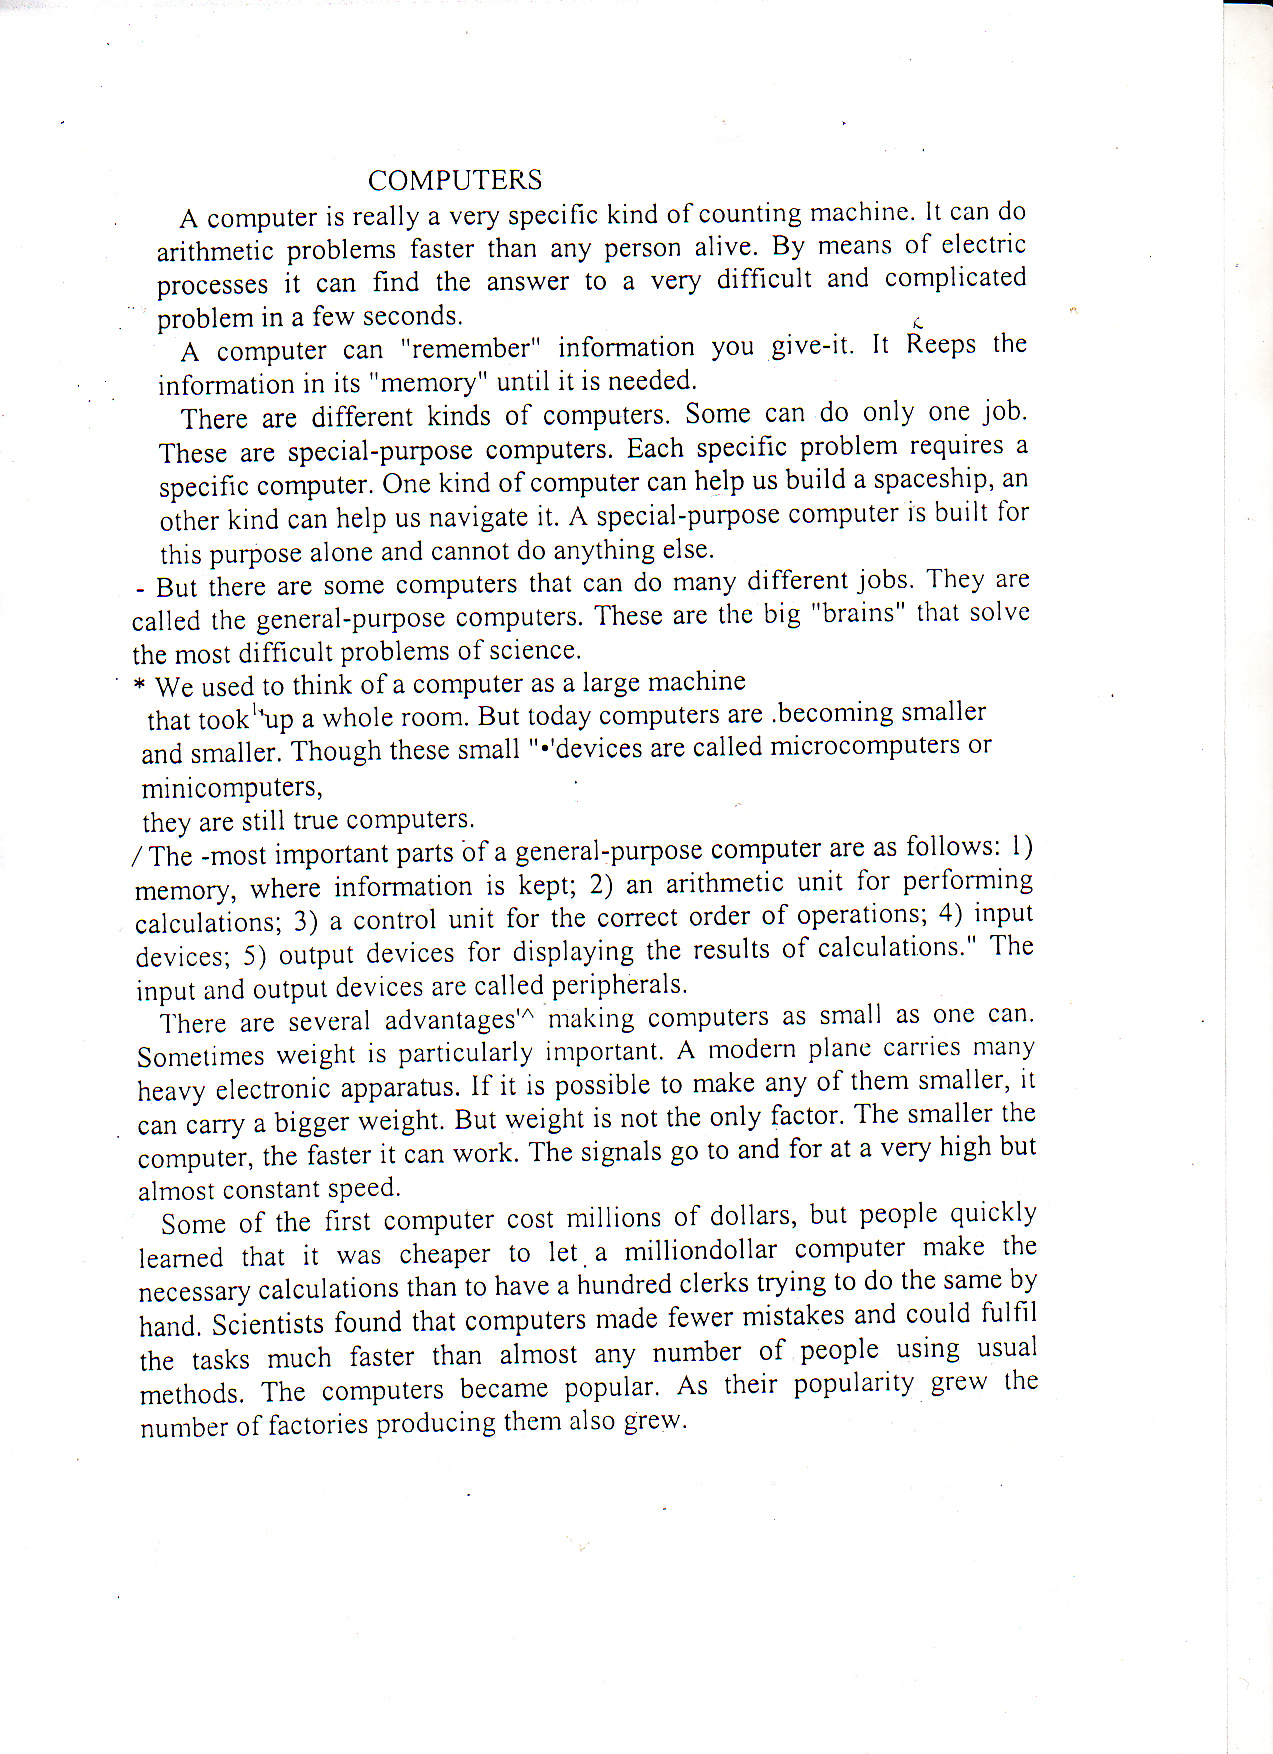 COMPUTERS
A computer is really a very specific kind of counting machine. It can do
arithmetic problems faster than any person alive. By means of electric
processes it can find the answer to a very difficult and complicated
problem in a few seconds.
A computer can "remember" information you give-it. It Reeps the
information in its "memory" until it is needed.
There are different kinds of computers. Some can do only one job.
These are special-purpose computers. Each specific problem requires a
specific computer. One kind of computer can help us build a spaceship, an
other kind can help us navigate it. A special-purpose computer is built for
this purpose alone and cannot do anything else.
- But there are some computers that can do many different jobs. They are
called the general-purpose computers. These are the big "brains" that solve
the most difficult problems of science.
* We used to think of a computer as a large machine
that took up a whole room. But today computers are .becoming smaller
and smaller. Though these small "•'devices are called microcomputers or
minicomputers,
they are still true computers.
/ The -most important parts of a general-purpose computer are as follows: 1)
memory, where information is kept; 2) an arithmetic unit for performing
calculations; 3) a control unit for the correct order of operations; 4) input
devices; 5) output devices for displaying the results of calculations." The
input and output devices are called peripherals.
There are several advantages'^ making computers as small as one can.
Sometimes weight is particularly important. A modern plane carries many
heavy electronic apparatus. If it is possible to make any of them smaller, it
can carry a bigger weight. But weight is not the only factor. The smaller the
computer, the faster it can work. The signals go to and for at a very high but
almost constant speed.
Some of the first computer cost millions of dollars, but people quickly
learned that it was cheaper to let a milliondollar computer make the
necessary calculations than to have a hundred clerks trying to do the same by
hand. Scientists found that computers made fewer mistakes and could fulfil
the tasks much faster than almost any number of people using usual
methods. The computers became popular. As their popularity grew the
number of factories producing them also grew.